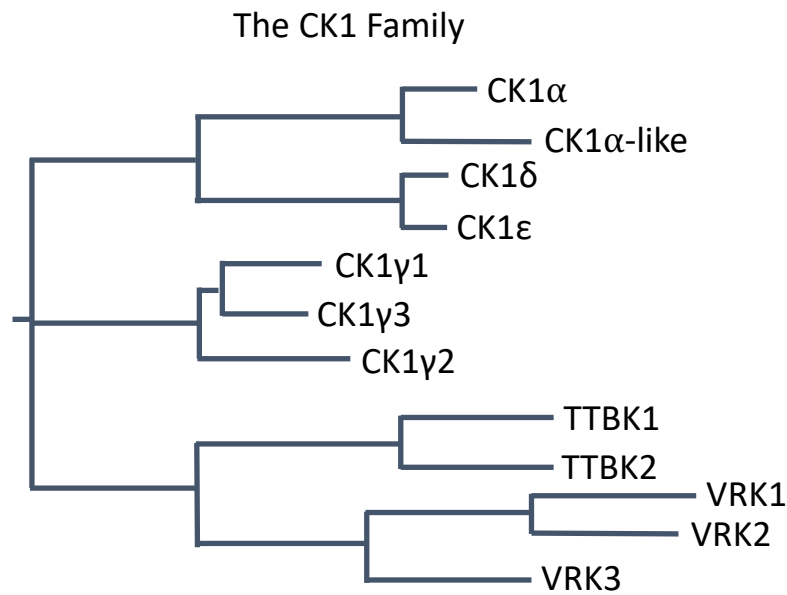 The CK1 Family
CK1α
CK1α-like
CK1δ
CK1ε
CK1γ1
CK1γ3
CK1γ2
TTBK1
TTBK2
VRK1
VRK2
VRK3